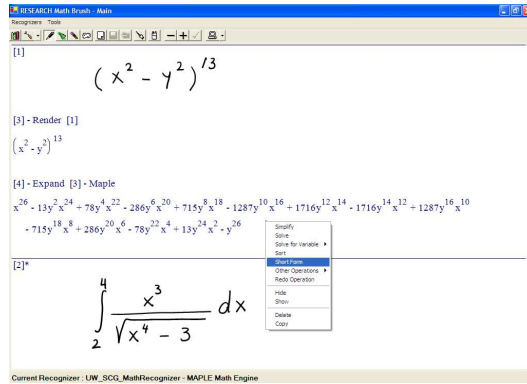 RESEARCH Math Brush - Main
Recognizers Tools
[1]
(x² - y²)¹³
[3] - Render [1]
(x² - y²)¹³
[4] - Expand [3] - Maple
x²⁶ - 13y²x²⁴ + 78y⁴x²² - 286y⁶x²⁰ + 715y⁸x¹⁸ - 1287y¹⁰x¹⁶ + 1716y¹²x¹⁴ - 1716y¹⁴x¹² + 1287y¹⁶x¹⁰
- 715y¹⁸x⁸ + 286y²⁰x⁶ - 78y²²x⁴ + 13y²⁴x² - y²⁶
Simplify
Solve
Solve for Variable
Sort
Short Form
Other Operations
Redo Operation
Hide
Show
Delete
Copy
[2]*
∫₂⁴ x³/√(x⁴ - 3) dx
Current Recognizer : UW_SCG_MathRecognizer - MAPLE Math Engine